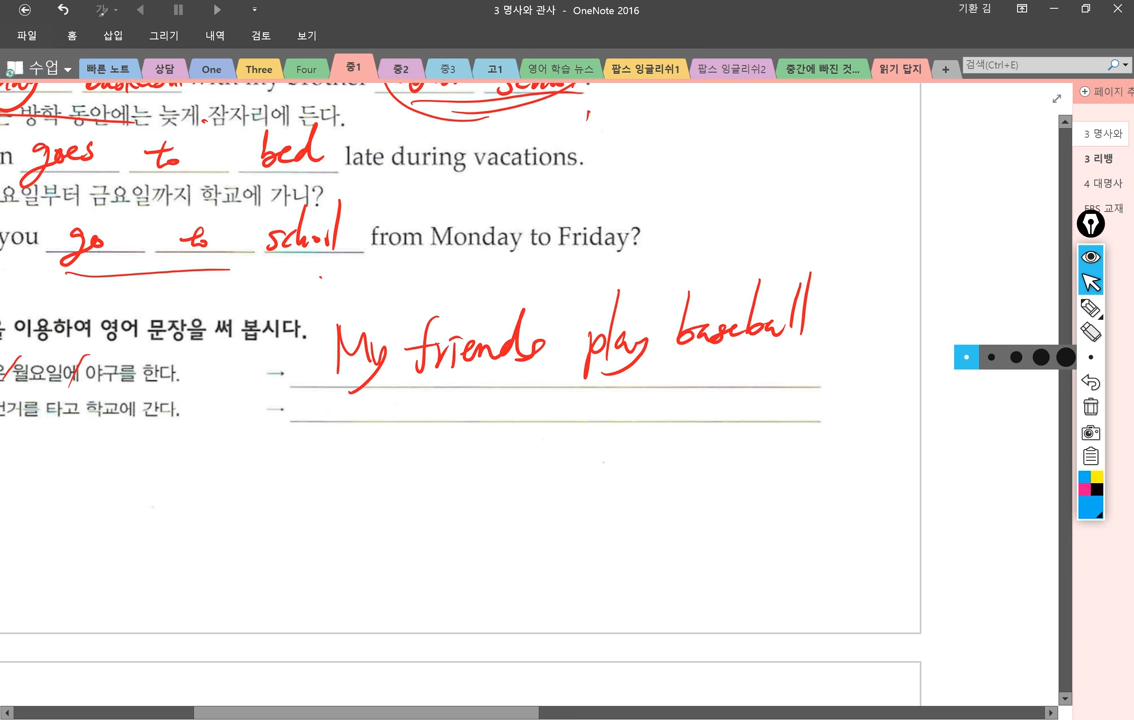 3 명사와 관사 - OneNote 2016
기환 김
파일 홈 삽입 그리기 내역 검토 보기
수업 빠른 노트 상담 One Three Four 중1 중2 중3 고1 영어 학습 뉴스 팝스 잉글리쉬1 팝스 잉글리쉬2 중간에 빠진 것... 읽기 답지 +
검색(Ctrl+E)
페이지 추
3 명사와
3 리뱅
4 대명사
EBS 교재
방학 동안에는 늦게 잠자리에 든다.
n goes to bed late during vacations.
요일부터 금요일까지 학교에 가니?
you go to school from Monday to Friday?
을 이용하여 영어 문장을 써 봅시다.
My friends play baseball
은 월요일에 야구를 한다. →
전거를 타고 학교에 간다. →